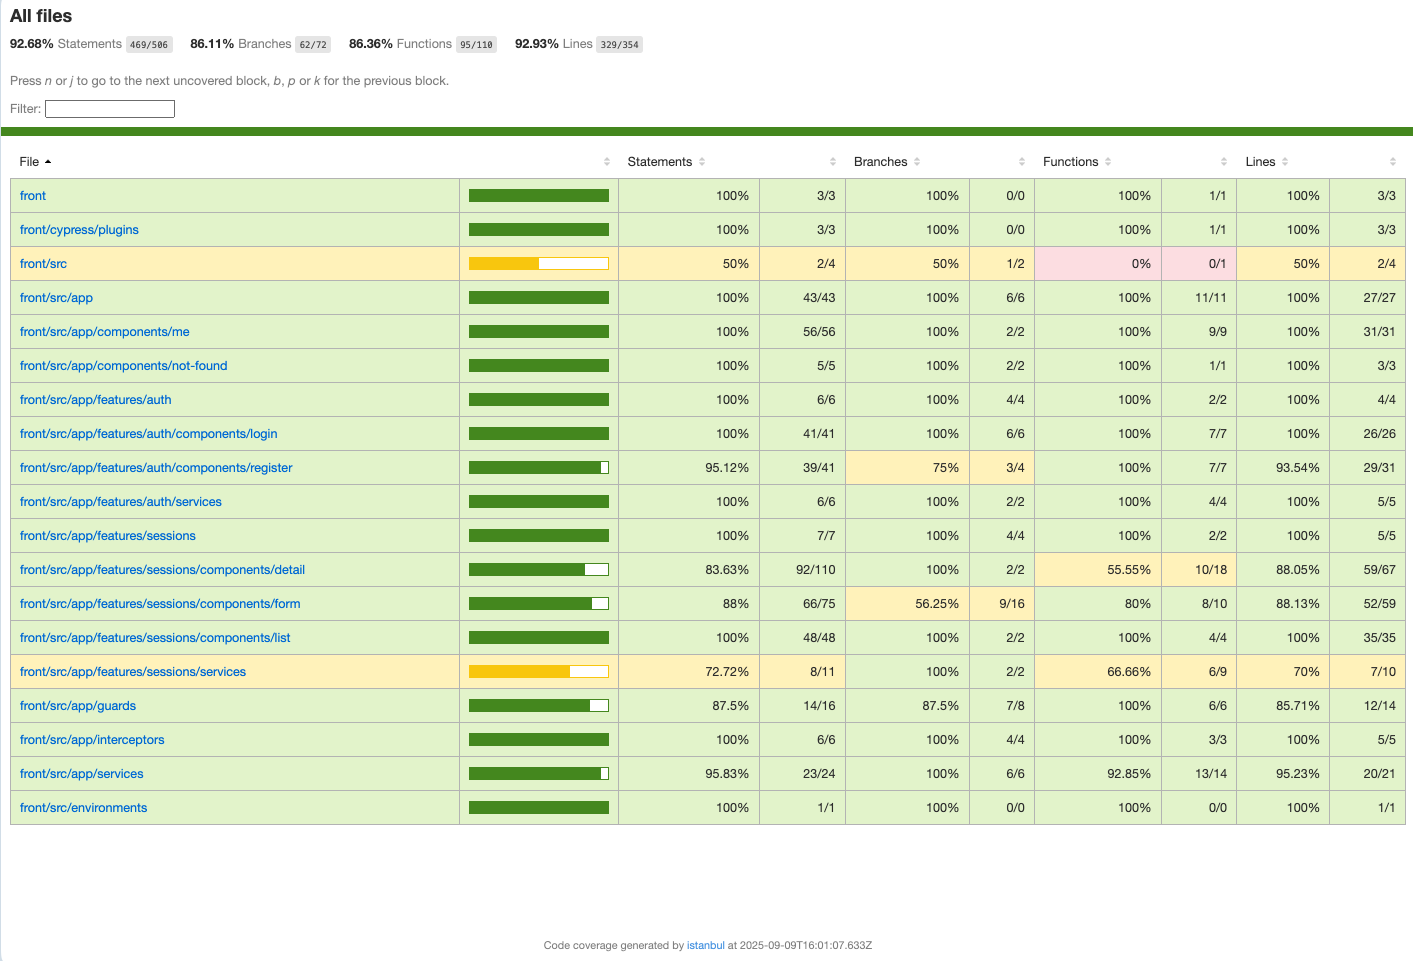 All files
92.68% Statements 469/506 86.11% Branches 62/72 86.36% Functions 95/110 92.93% Lines 329/354
Press n or j to go to the next uncovered block, b, p or k for the previous block.
Filter:
File Statements Branches Functions Lines
front 100% 3/3 100% 0/0 100% 1/1 100% 3/3
front/cypress/plugins 100% 3/3 100% 0/0 100% 1/1 100% 3/3
front/src 50% 2/4 50% 1/2 0% 0/1 50% 2/4
front/src/app 100% 43/43 100% 6/6 100% 11/11 100% 27/27
front/src/app/components/me 100% 56/56 100% 2/2 100% 9/9 100% 31/31
front/src/app/components/not-found 100% 5/5 100% 2/2 100% 1/1 100% 3/3
front/src/app/features/auth 100% 6/6 100% 4/4 100% 2/2 100% 4/4
front/src/app/features/auth/components/login 100% 41/41 100% 6/6 100% 7/7 100% 26/26
front/src/app/features/auth/components/register 95.12% 39/41 75% 3/4 100% 7/7 93.54% 29/31
front/src/app/features/auth/services 100% 6/6 100% 2/2 100% 4/4 100% 5/5
front/src/app/features/sessions 100% 7/7 100% 4/4 100% 2/2 100% 5/5
front/src/app/features/sessions/components/detail 83.63% 92/110 100% 2/2 55.55% 10/18 88.05% 59/67
front/src/app/features/sessions/components/form 88% 66/75 56.25% 9/16 80% 8/10 88.13% 52/59
front/src/app/features/sessions/components/list 100% 48/48 100% 2/2 100% 4/4 100% 35/35
front/src/app/features/sessions/services 72.72% 8/11 100% 2/2 66.66% 6/9 70% 7/10
front/src/app/guards 87.5% 14/16 87.5% 7/8 100% 6/6 85.71% 12/14
front/src/app/interceptors 100% 6/6 100% 4/4 100% 3/3 100% 5/5
front/src/app/services 95.83% 23/24 100% 6/6 92.85% 13/14 95.23% 20/21
front/src/environments 100% 1/1 100% 0/0 100% 0/0 100% 1/1
Code coverage generated by istanbul at 2025-09-09T16:01:07.633Z